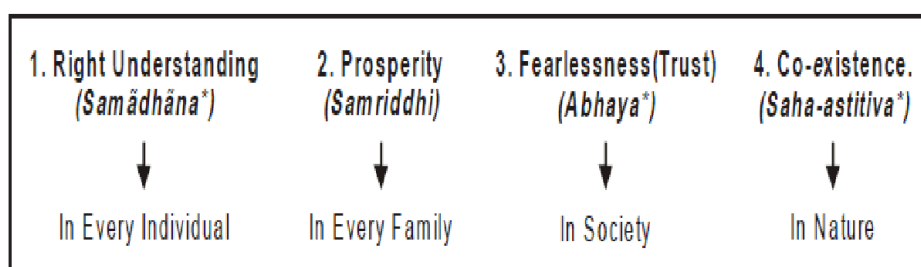 1. Right Understanding 2. Prosperity 3. Fearlessness(Trust) 4. Co-existence.
(Samãdhãna*) (Samriddhi) (Abhaya*) (Saha-astitiva*)
In Every Individual In Every Family In Society In Nature